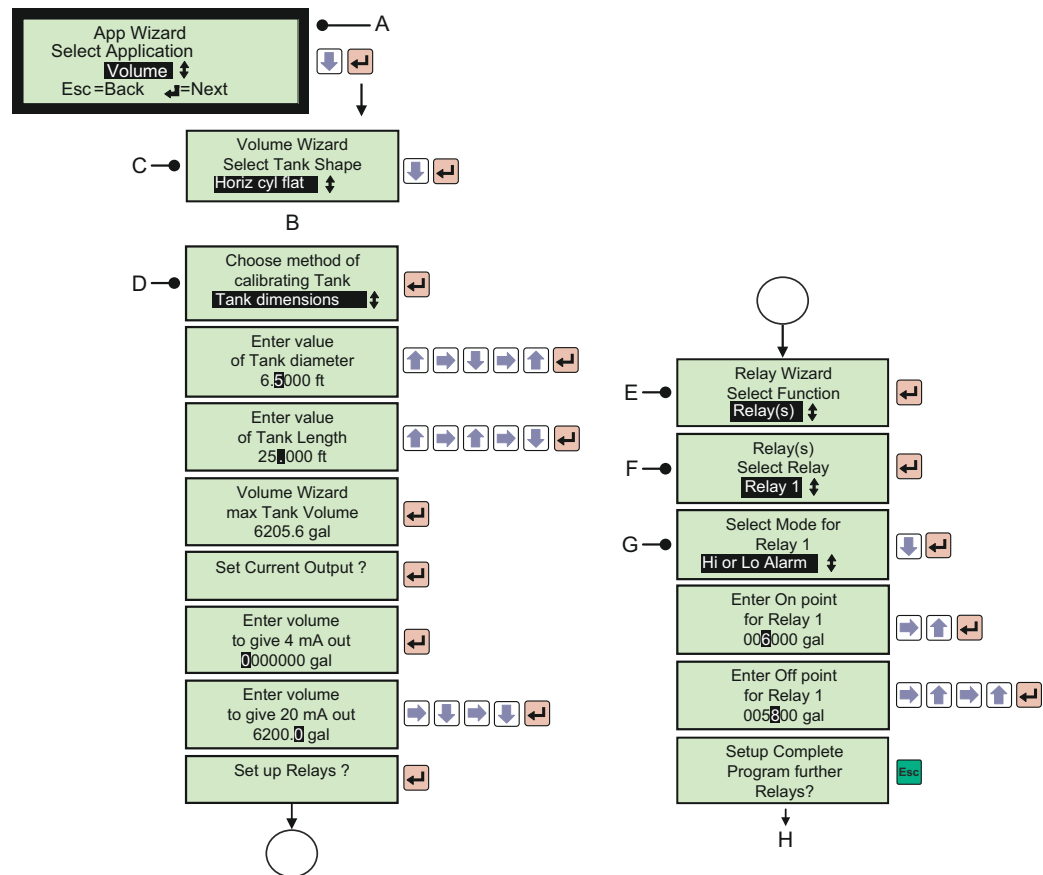 A
App Wizard
Select Application
Volume
Esc =Back =Next
C
Volume Wizard
Select Tank Shape
Horiz cyl flat
B
D
Choose method of
calibrating Tank
Tank dimensions
Enter value
of Tank diameter
6.5000 ft
Enter value
of Tank Length
25.000 ft
Volume Wizard
max Tank Volume
6205.6 gal
Set Current Output ?
Enter volume
to give 4 mA out
0000000 gal
Enter volume
to give 20 mA out
6200.0 gal
Set up Relays ?
E
Relay Wizard
Select Function
Relay(s)
F
Relay(s)
Select Relay
Relay 1
G
Select Mode for
Relay 1
Hi or Lo Alarm
Enter On point
for Relay 1
006000 gal
Enter Off point
for Relay 1
005800 gal
Setup Complete
Program further
Relays?
Esc
H